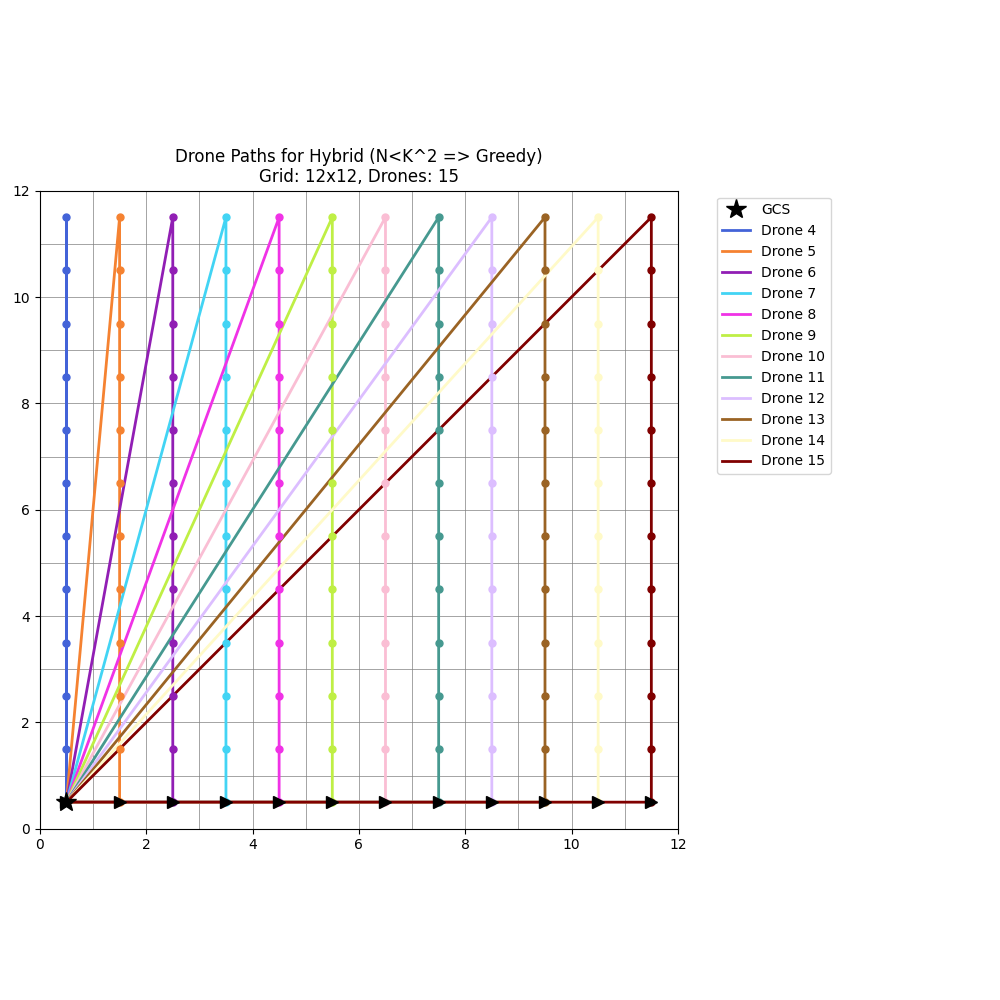 Drone Paths for Hybrid (N<K^2 => Greedy)
Grid: 12x12, Drones: 15
12
10
8
6
4
2
0
0 2 4 6 8 10 12
GCS
Drone 4
Drone 5
Drone 6
Drone 7
Drone 8
Drone 9
Drone 10
Drone 11
Drone 12
Drone 13
Drone 14
Drone 15